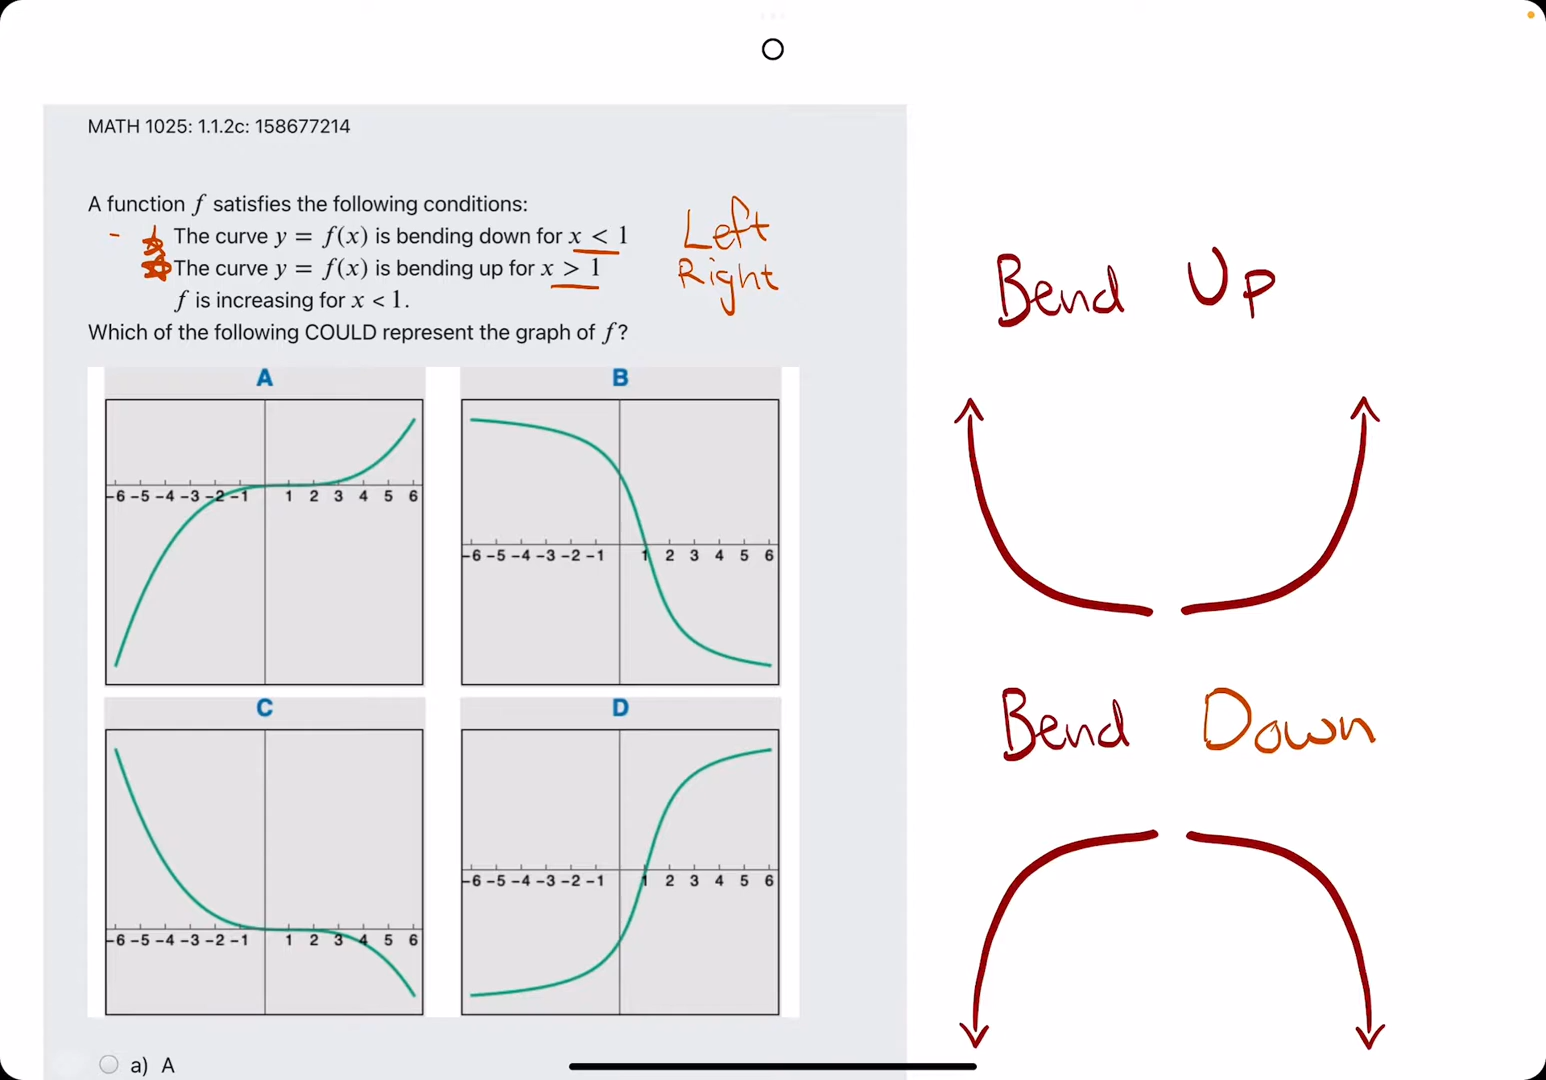 MATH 1025: 1.1.2c: 158677214
A function f satisfies the following conditions:
The curve y = f(x) is bending down for x < 1
The curve y = f(x) is bending up for x > 1
f is increasing for x < 1.
Which of the following COULD represent the graph of f?
Left
Right
A
-6 -5 -4 -3 -2 -1 1 2 3 4 5 6
B
-6 -5 -4 -3 -2 -1 1 2 3 4 5 6
C
-6 -5 -4 -3 -2 -1 1 2 3 4 5 6
D
-6 -5 -4 -3 -2 -1 1 2 3 4 5 6
a) A
Bend Up
Bend Down